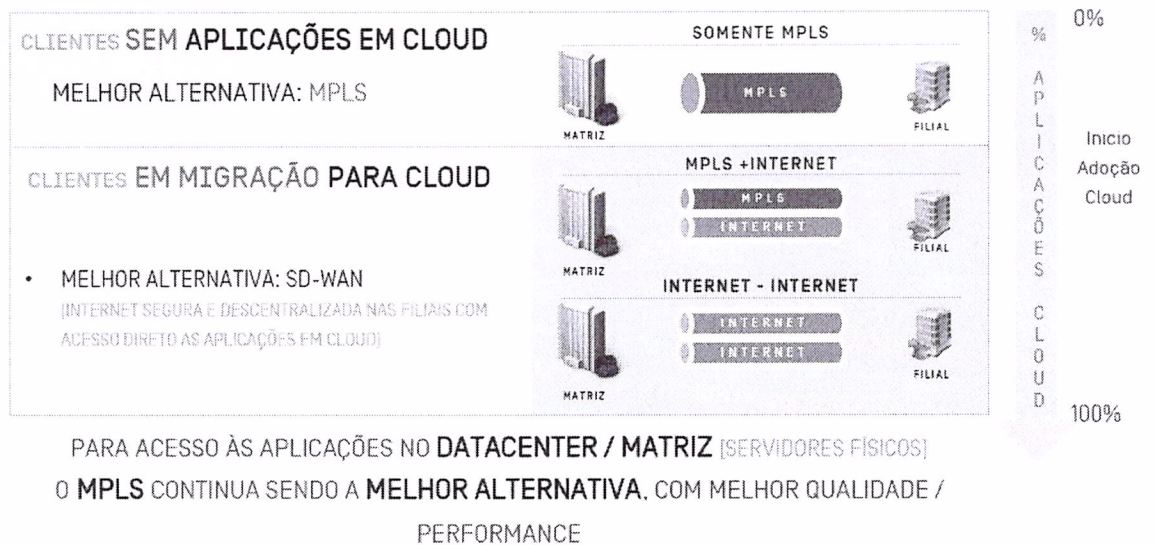 CLIENTES SEM APLICAÇÕES EM CLOUD
MELHOR ALTERNATIVA: MPLS
SOMENTE MPLS
MPLS
MATRIZ
FILIAL
CLIENTES EM MIGRAÇÃO PARA CLOUD
• MELHOR ALTERNATIVA: SD-WAN
[INTERNET SEGURA E DESCENTRALIZADA NAS FILIAIS COM
ACESSO DIRETO AS APLICAÇÕES EM CLOUD]
MPLS +INTERNET
MPLS
INTERNET
MATRIZ
FILIAL
INTERNET - INTERNET
INTERNET
INTERNET
MATRIZ
FILIAL
% APLICAÇÕES CLOUD
0%
Inicio
Adoção
Cloud
100%
PARA ACESSO ÀS APLICAÇÕES NO DATACENTER / MATRIZ [SERVIDORES FÍSICOS]
O MPLS CONTINUA SENDO A MELHOR ALTERNATIVA, COM MELHOR QUALIDADE /
PERFORMANCE